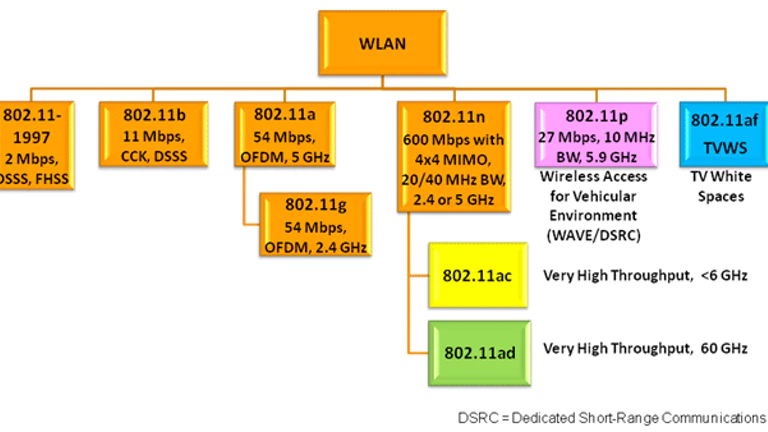 WLAN
802.11-
1997
2 Mbps,
DSSS, FHSS
802.11b
11 Mbps,
CCK, DSSS
802.11a
54 Mbps,
OFDM, 5 GHz
802.11g
54 Mbps,
OFDM, 2.4 GHz
802.11n
600 Mbps with
4x4 MIMO,
20/40 MHz BW,
2.4 or 5 GHz
802.11p
27 Mbps, 10 MHz
BW, 5.9 GHz
Wireless Access
for Vehicular
Environment
(WAVE/DSRC)
802.11af
TVWS
TV White
Spaces
802.11ac
Very High Throughput, <6 GHz
802.11ad
Very High Throughput, 60 GHz
DSRC = Dedicated Short-Range Communications